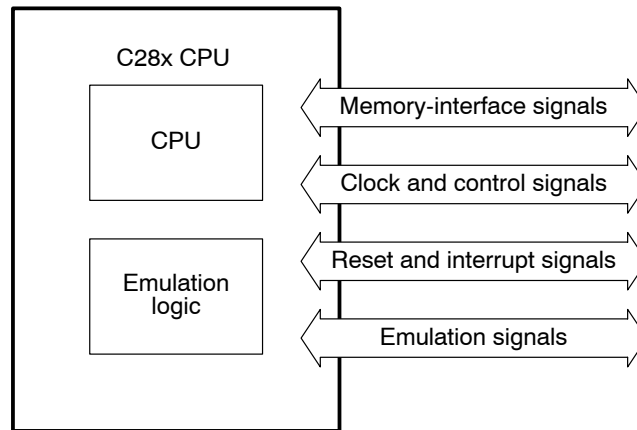 C28x CPU
CPU
Emulation
logic
Memory-interface signals
Clock and control signals
Reset and interrupt signals
Emulation signals